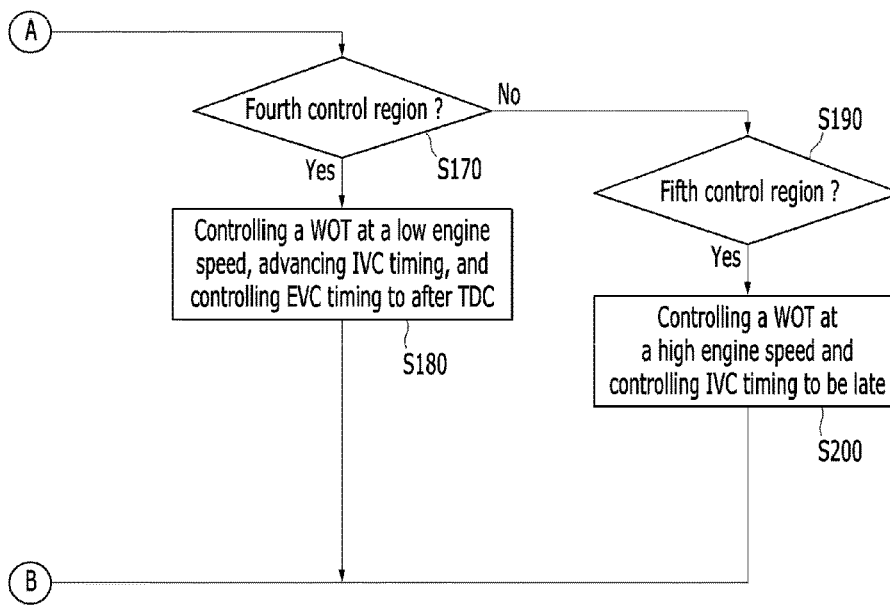 A
Fourth control region ?
No
S170
Yes
S190
Fifth control region ?
Yes
Controlling a WOT at a low engine
speed, advancing IVC timing, and
controlling EVC timing to after TDC
S180
Controlling a WOT at
a high engine speed and
controlling IVC timing to be late
S200
B